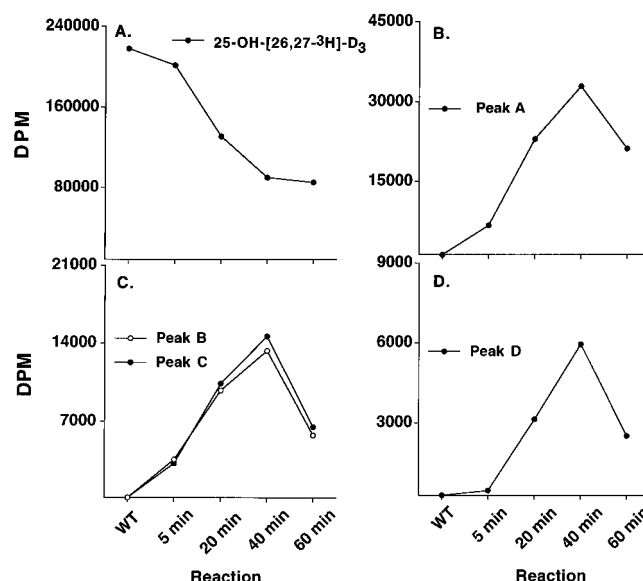 A.
25-OH-[26,27-³H]-D₃
240000
160000
80000
DPM
B.
Peak A
45000
30000
15000
C.
Peak B
Peak C
21000
14000
7000
DPM
WT
5 min
20 min
40 min
60 min
Reaction
D.
Peak D
9000
6000
3000
WT
5 min
20 min
40 min
60 min
Reaction